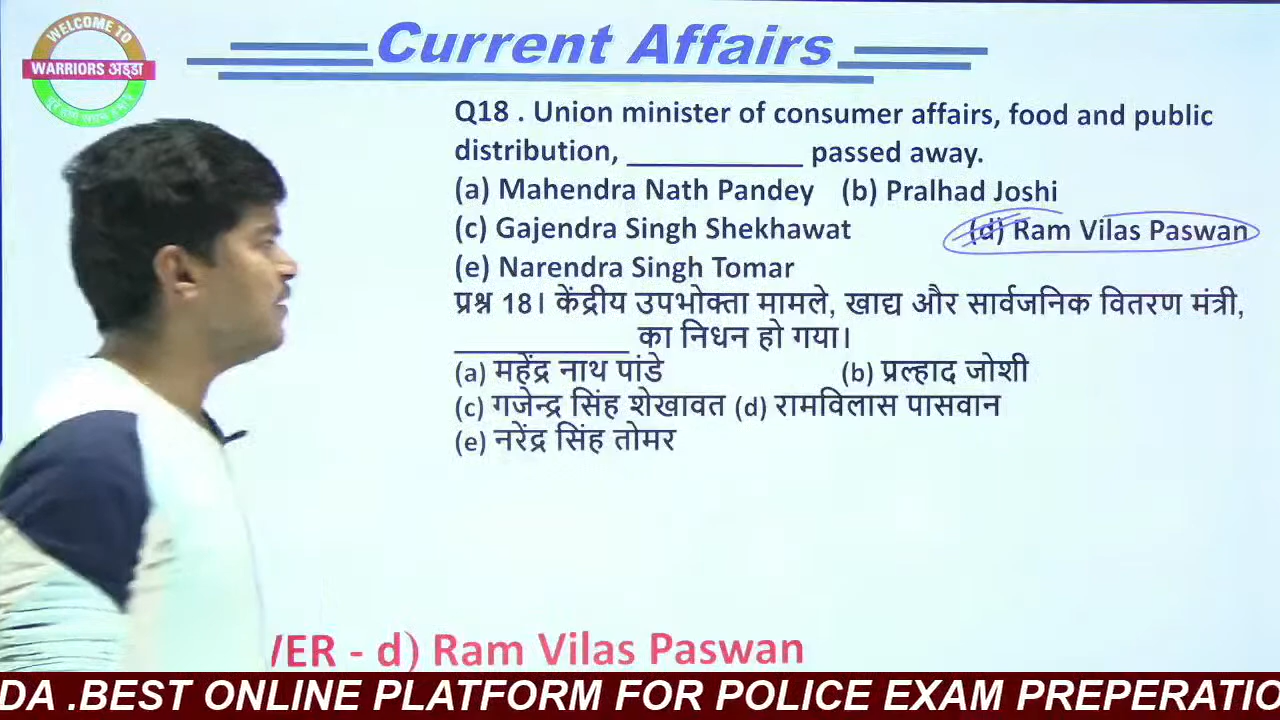 WELCOME TO
WARRIORS अड्डा
Current Affairs
Q18 . Union minister of consumer affairs, food and public
distribution, ____________ passed away.
(a) Mahendra Nath Pandey (b) Pralhad Joshi
(c) Gajendra Singh Shekhawat (d) Ram Vilas Paswan
(e) Narendra Singh Tomar
प्रश्न 18। केंद्रीय उपभोक्ता मामले, खाद्य और सार्वजनिक वितरण मंत्री,
____________ का निधन हो गया।
(a) महेंद्र नाथ पांडे (b) प्रल्हाद जोशी
(c) गजेन्द्र सिंह शेखावत (d) रामविलास पासवान
(e) नरेंद्र सिंह तोमर
ER - d) Ram Vilas Paswan
DA .BEST ONLINE PLATFORM FOR POLICE EXAM PREPERATIO